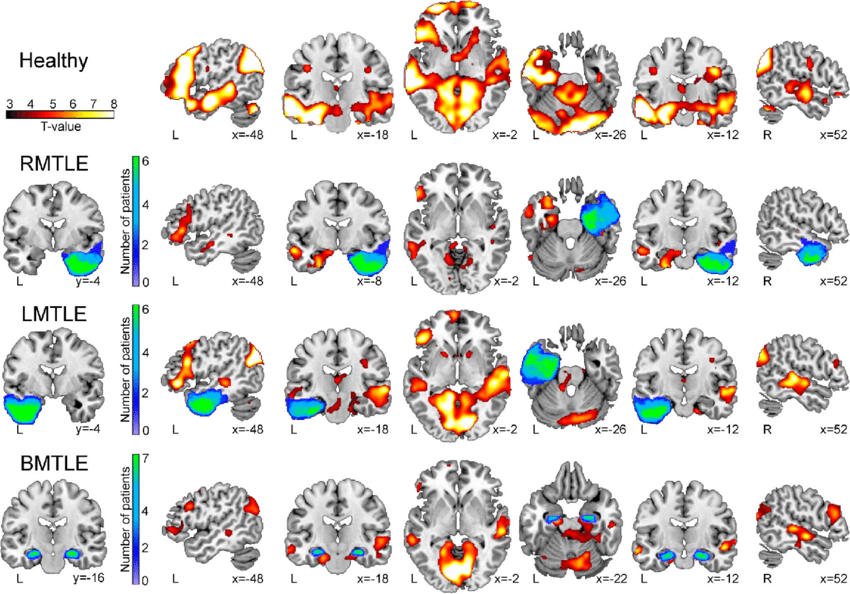 Healthy
3 4 5 6 7 8
T-value
L x=-48
L x=-18
L x=-2
L x=-26
L x=-12
R x=52
RMTLE
L y=-4
Number of patients
6
4
2
0
L x=-48
L x=-8
L x=-2
L x=-26
L x=-12
R x=52
LMTLE
L y=-4
Number of patients
6
4
2
0
L x=-48
L x=-18
L x=-2
L x=-26
L x=-12
R x=52
BMTLE
L y=-16
Number of patients
7
6
4
2
0
L x=-48
L x=-18
L x=-2
L x=-22
L x=-12
R x=52